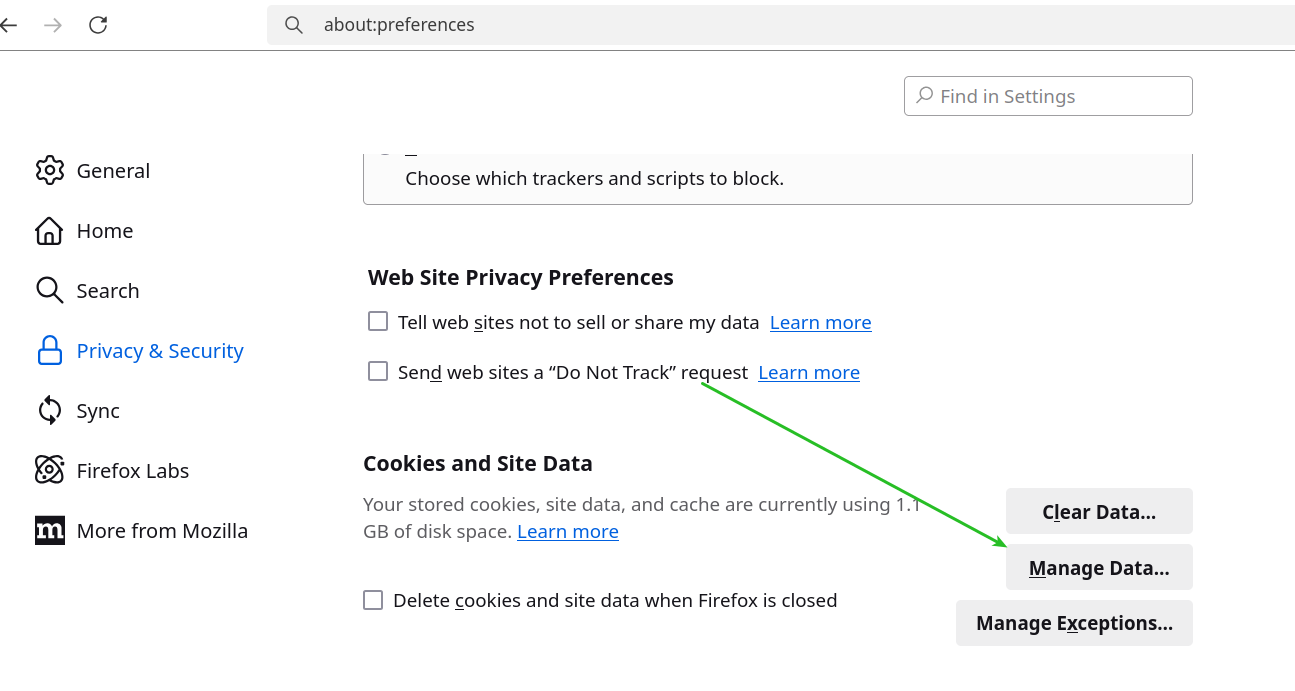 about:preferences
Find in Settings
General
Home
Search
Privacy & Security
Sync
Firefox Labs
m
More from Mozilla
Choose which trackers and scripts to block.
Web Site Privacy Preferences
Tell web sites not to sell or share my data Learn more
Send web sites a “Do Not Track” request Learn more
Cookies and Site Data
Your stored cookies, site data, and cache are currently using 1.1
GB of disk space. Learn more
Delete cookies and site data when Firefox is closed
Clear Data...
Manage Data...
Manage Exceptions...